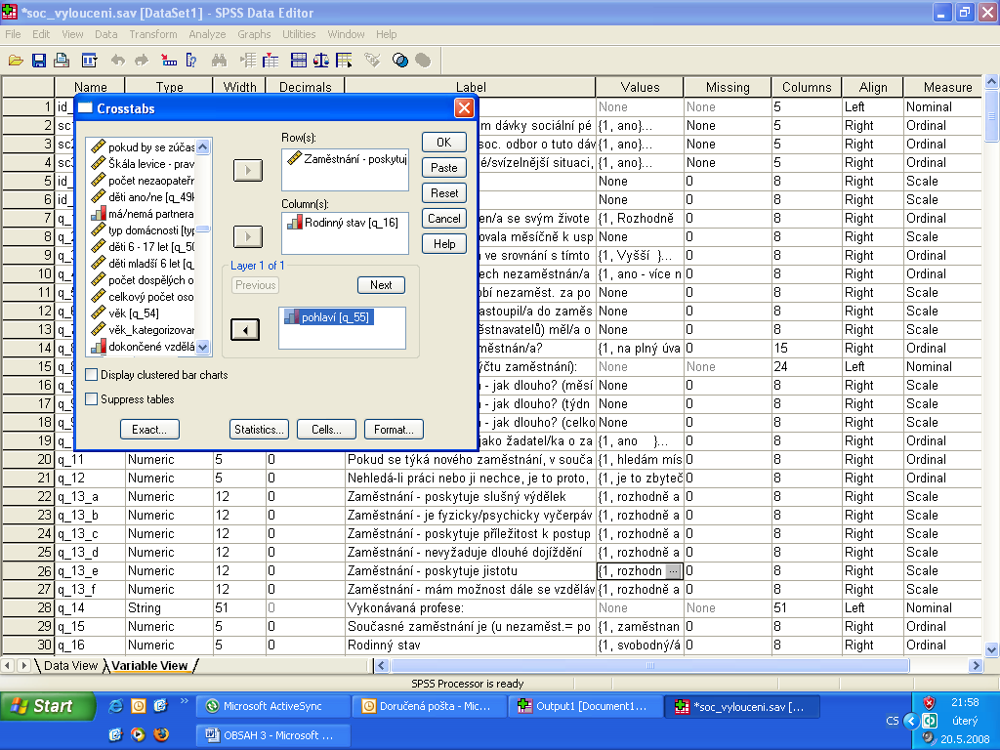 *soc_vylouceni.sav [DataSet1] - SPSS Data Editor
File Edit View Data Transform Analyze Graphs Utilities Window Help
Name Type Width Decimals Label Values Missing Columns Align Measure
Crosstabs
pokud by se zúčas
Škála levice - prav
počet nezaopateř
děti ano/ne [q_49
má/nemá partnera
typ domácnosti [typ
děti 6 - 17 let [q_50
děti mladší 6 let [q_
počet dospělých o
celkový počet oso
věk [q_54]
věk_kategorizovar
dokončené vzdělá
Row(s):
Zaměstnání - poskytuj
Column(s):
Rodinný stav [q_16]
Layer 1 of 1
Previous Next
pohlaví [q_55]
OK
Paste
Reset
Cancel
Help
Display clustered bar charts
Suppress tables
Exact... Statistics... Cells... Format...
1 id_ None None 5 Left Nominal
2 sc m dávky sociální pé {1, ano}... None 5 Right Ordinal
3 sc soc. odbor o tuto dáv {1, ano}... None 5 Right Ordinal
4 sc é/svízelnější situaci, {1, ano}... None 5 Right Ordinal
5 id_ None 0 8 Right Scale
6 id_ None 0 8 Right Scale
7 q_ en/a se svým živote {1, Rozhodně 0 8 Right Ordinal
8 q_ ovala měsíčně k usp None 0 8 Right Scale
9 q_ a ve srovnání s tímto {1, Vyšší }... 0 8 Right Ordinal
10 q_ ech nezaměstnán/a {1, ano - více n 0 8 Right Ordinal
11 q_ obí nezaměst. za po None 0 8 Right Scale
12 q_ astoupil/a do zaměs None 0 8 Right Scale
13 q_ ěstnavatelů) měl/a o None 0 8 Right Scale
14 q_ městnán/a? {1, na plný úva 0 15 Right Ordinal
15 q_ ýčtu zaměstnání): None None 24 Left Nominal
16 q_ - jak dlouho? (měsí None 0 8 Right Scale
17 q_ - jak dlouho? (týdn None 0 8 Right Scale
18 q_ - jak dlouho? (celko None 0 8 Right Scale
19 q_ jako žadatel/ka o za {1, ano }... 0 8 Right Ordinal
20 q_11 Numeric 5 0 Pokud se týká nového zaměstnání, v souča {1, hledám mís 0 8 Right Ordinal
21 q_12 Numeric 5 0 Nehledá-li práci nebo ji nechce, je to proto, {1, je to zbyteč 0 8 Right Ordinal
22 q_13_a Numeric 12 0 Zaměstnání - poskytuje slušný výdělek {1, rozhodně a 0 8 Right Scale
23 q_13_b Numeric 12 0 Zaměstnání - je fyzicky/psychicky vyčerpáv {1, rozhodně a 0 8 Right Scale
24 q_13_c Numeric 12 0 Zaměstnání - poskytuje příležitost k postup {1, rozhodně a 0 8 Right Scale
25 q_13_d Numeric 12 0 Zaměstnání - nevyžaduje dlouhé dojíždění {1, rozhodně a 0 8 Right Scale
26 q_13_e Numeric 12 0 Zaměstnání - poskytuje jistotu {1, rozhodn ... 0 8 Right Scale
27 q_13_f Numeric 12 0 Zaměstnání - mám možnost dále se vzděláv {1, rozhodně a 0 8 Right Scale
28 q_14 String 51 0 Vykonávaná profese: None None 51 Left Nominal
29 q_15 Numeric 5 0 Současné zaměstnání je (u nezaměst.= po {1, zaměstnan 0 8 Right Ordinal
30 q_16 Numeric 5 0 Rodinný stav {1, svobodný/á 0 8 Right Ordinal
Data View Variable View
SPSS Processor is ready
Start Microsoft ActiveSync Doručená pošta - Mic... Output1 [Document1... *soc_vylouceni.sav [... 21:58
OBSAH 3 - Microsoft ... CS úterý
20.5.2008